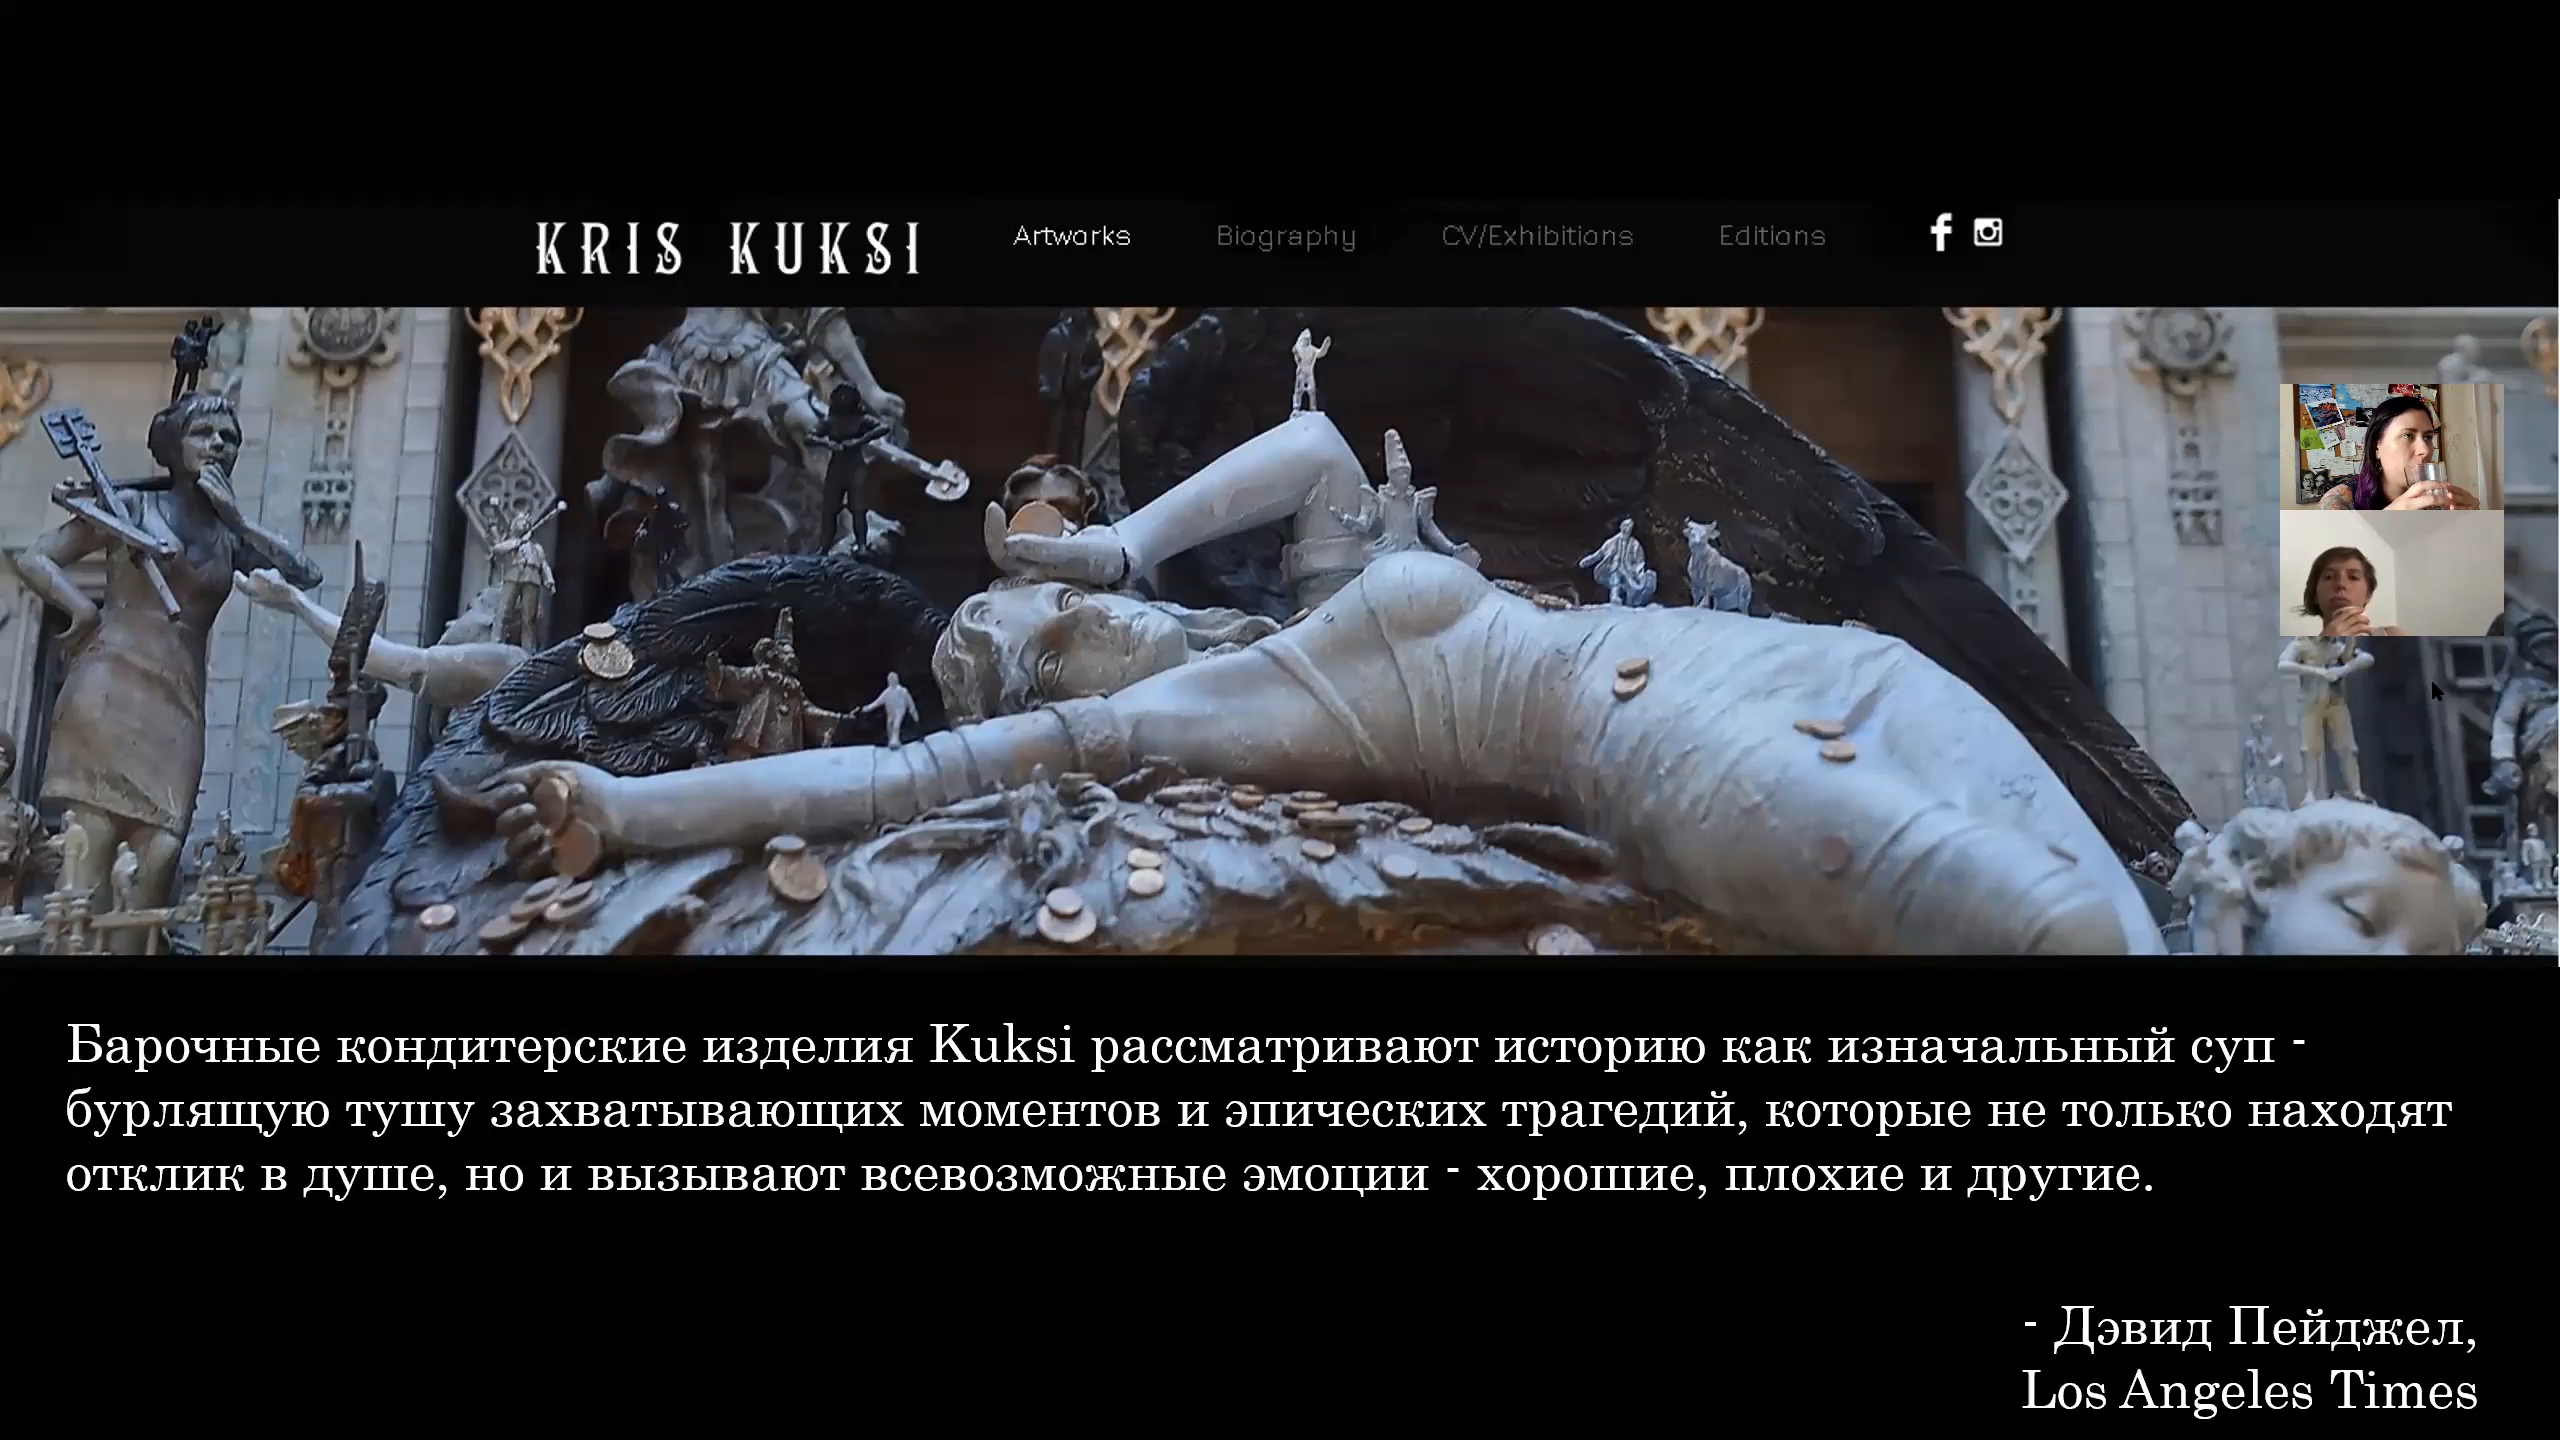 KRIS KUKSI
Artworks
Biography
CV/Exhibitions
Editions
Барочные кондитерские изделия Kuksi рассматривают историю как изначальный суп -
бурлящую тушу захватывающих моментов и эпических трагедий, которые не только находят
отклик в душе, но и вызывают всевозможные эмоции - хорошие, плохие и другие.
- Дэвид Пейджел,
Los Angeles Times